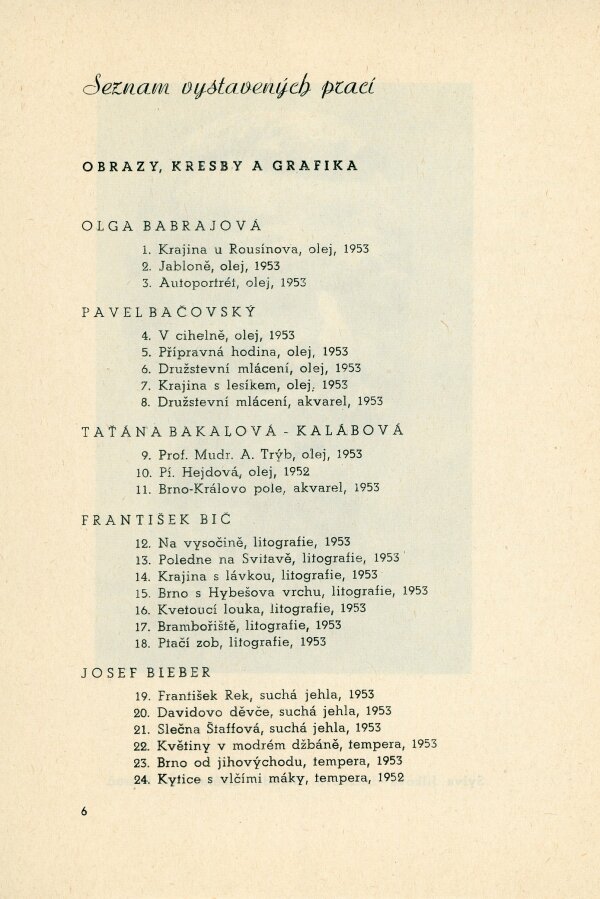 Seznam vystavených prací
OBRAZY, KRESBY A GRAFIKA
OLGA BABRAJOVÁ
1. Krajina u Rousínova, olej, 1953
2. Jabloně, olej, 1953
3. Autoportrét, olej, 1953
PAVEL BAČOVSKÝ
4. V cihelně, olej, 1953
5. Přípravná hodina, olej, 1953
6. Družstevní mlácení, olej, 1953
7. Krajina s lesíkem, olej, 1953
8. Družstevní mlácení, akvarel, 1953
TAŤÁNA BAKALOVÁ - KALÁBOVÁ
9. Prof. Mudr. A. Trýb, olej, 1953
10. Pí. Hejdová, olej, 1952
11. Brno-Královo pole, akvarel, 1953
FRANTIŠEK BIČ
12. Na vysočině, litografie, 1953
13. Poledne na Svitavě, litografie, 1953
14. Krajina s lávkou, litografie, 1953
15. Brno s Hybešova vrchu, litografie, 1953
16. Kvetoucí louka, litografie, 1953
17. Brambořiště, litografie, 1953
18. Ptačí zob, litografie, 1953
JOSEF BIEBER
19. František Rek, suchá jehla, 1953
20. Davidovo děvče, suchá jehla, 1953
21. Slečna Štaffová, suchá jehla, 1953
22. Květiny v modrém džbáně, tempera, 1953
23. Brno od jihovýchodu, tempera, 1953
24. Kytice s vlčími máky, tempera, 1952
6